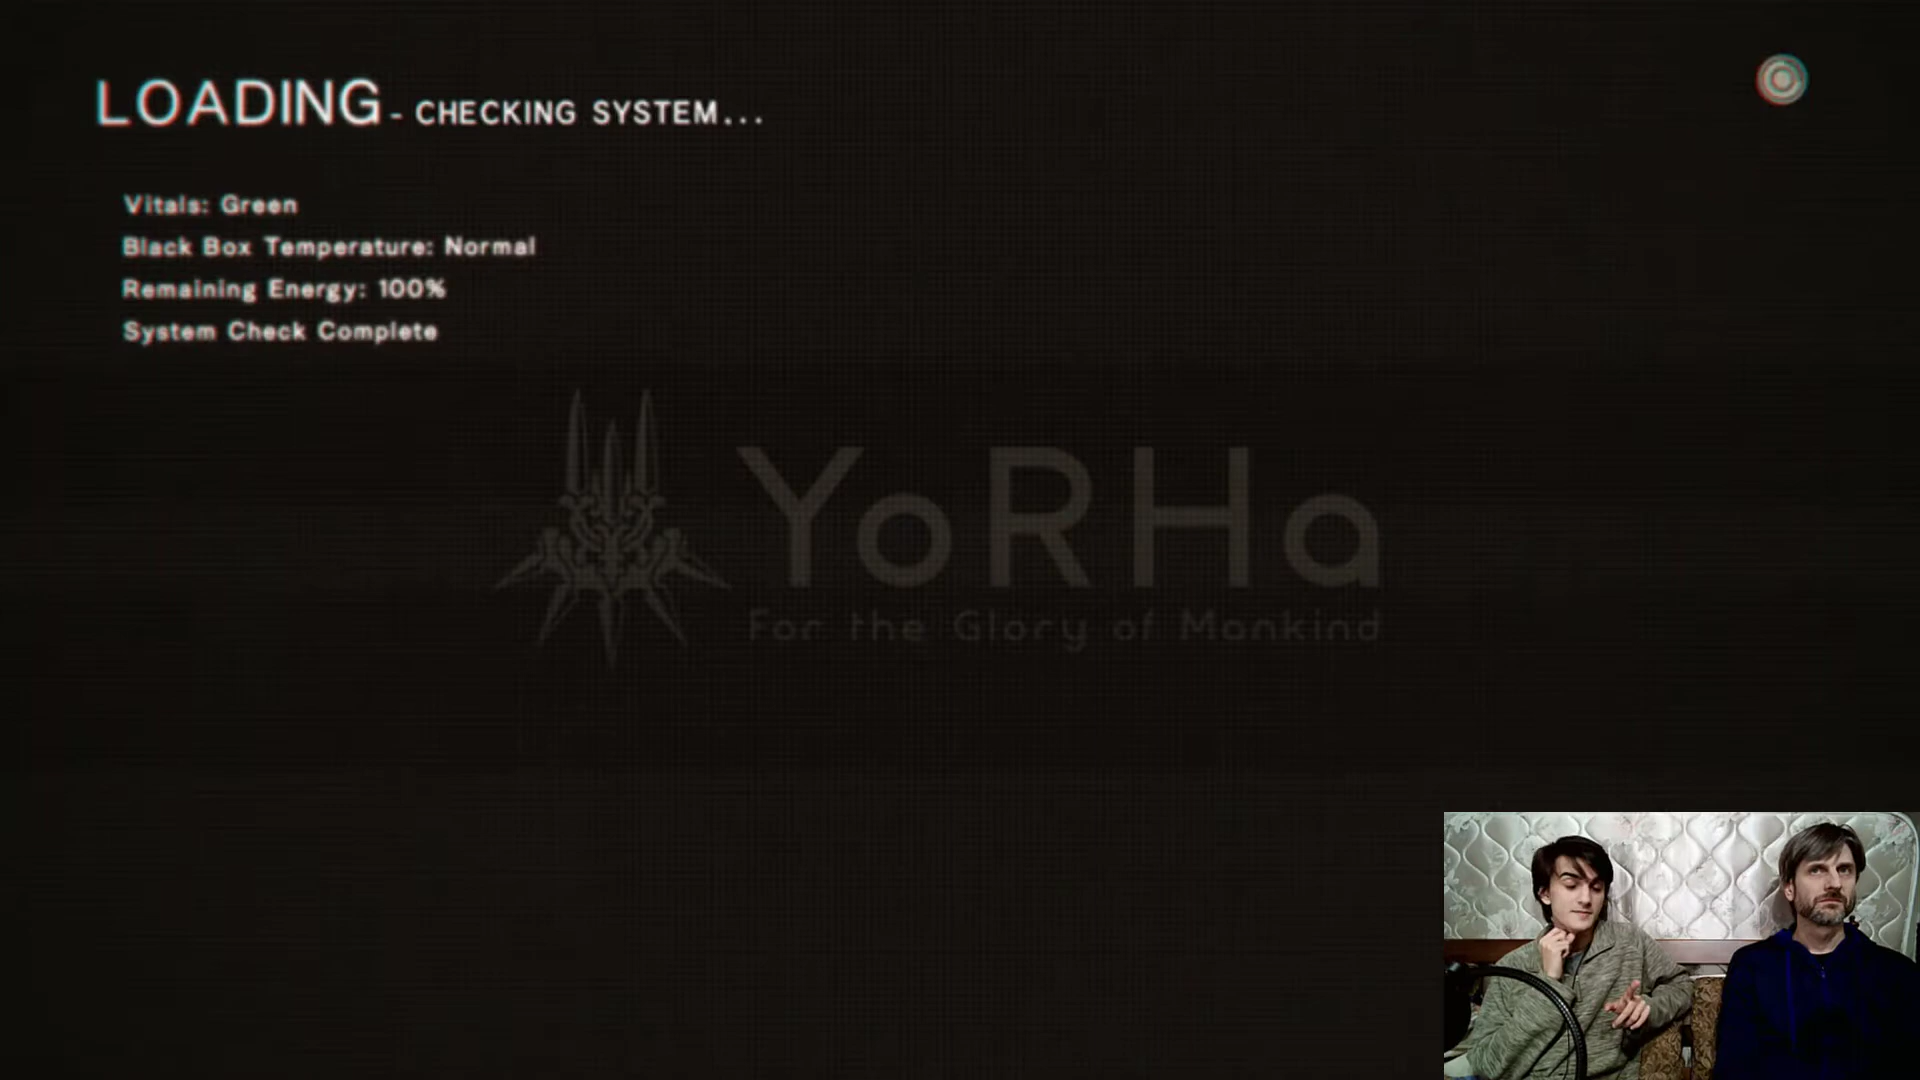 LOADING - CHECKING SYSTEM...
Vitals: Green
Black Box Temperature: Normal
Remaining Energy: 100%
System Check Complete
YoRHa
For the Glory of Mankind